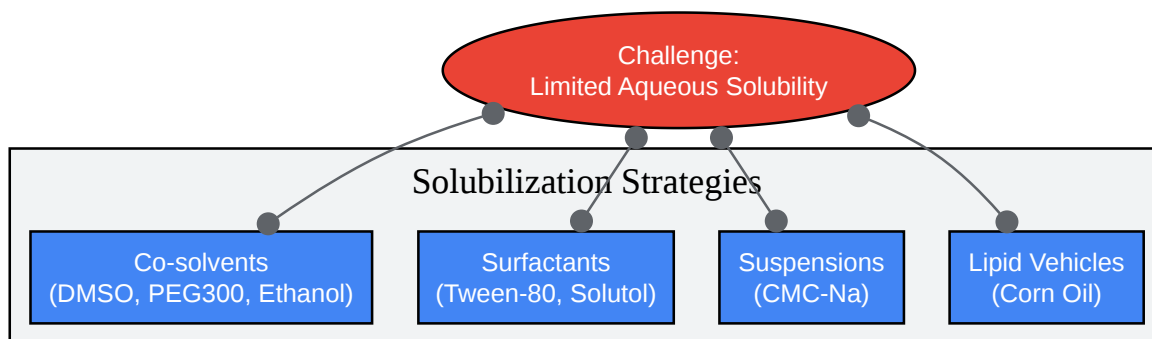 Challenge:
Limited Aqueous Solubility
Solubilization Strategies
Co-solvents
(DMSO, PEG300, Ethanol)
Surfactants
(Tween-80, Solutol)
Suspensions
(CMC-Na)
Lipid Vehicles
(Corn Oil)